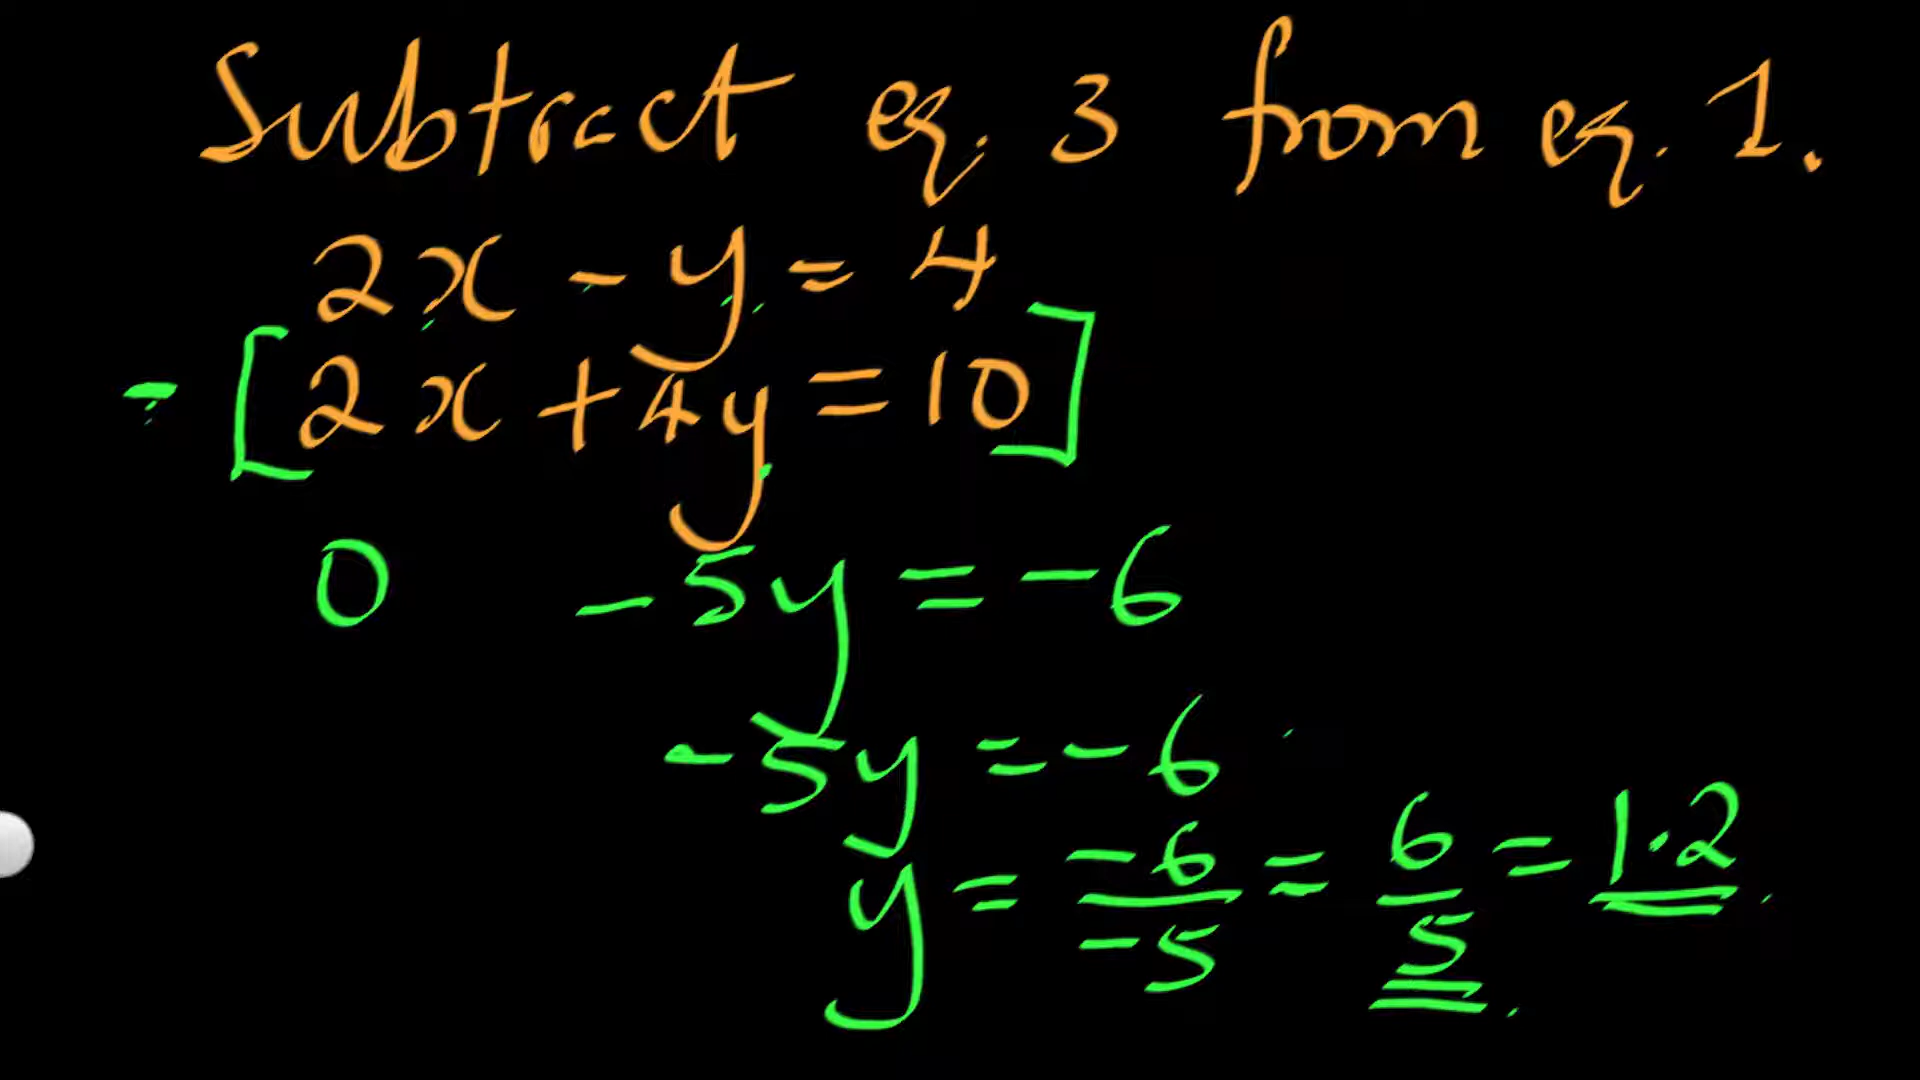 Subtract eq. 3 from eq. 1.
2x - y = 4
- [2x + 4y = 10]
0 - 5y = -6
-5y = -6
y = -6/-5 = 6/5 = 1.2